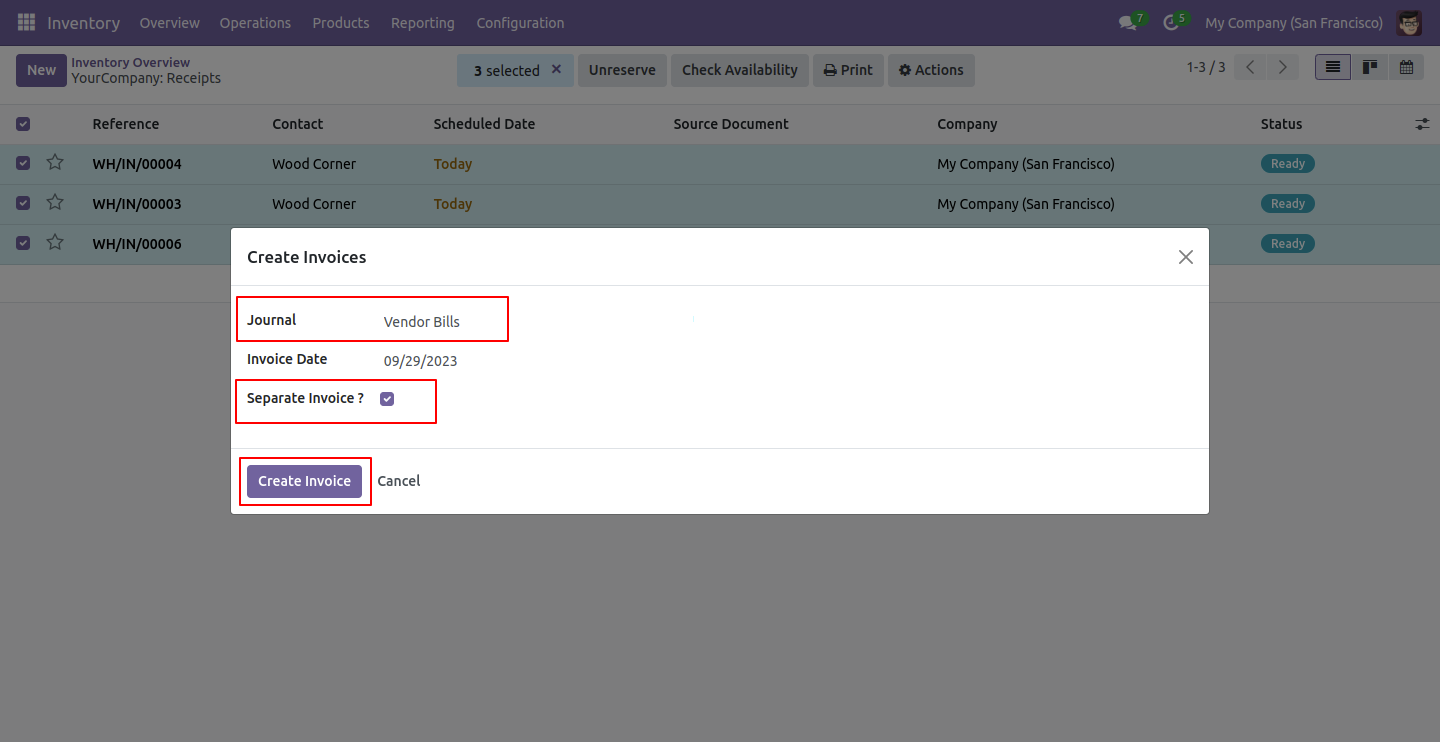 Inventory Overview Operations Products Reporting Configuration 7 5 My Company (San Francisco)
New Inventory Overview 3 selected × Unreserve Check Availability Print Actions 1-3 / 3
YourCompany: Receipts
Reference Contact Scheduled Date Source Document Company Status
WH/IN/00004 Wood Corner Today My Company (San Francisco) Ready
WH/IN/00003 Wood Corner Today My Company (San Francisco) Ready
WH/IN/00006 Ready
Create Invoices
Journal Vendor Bills
Invoice Date 09/29/2023
Separate Invoice ?
Create Invoice Cancel